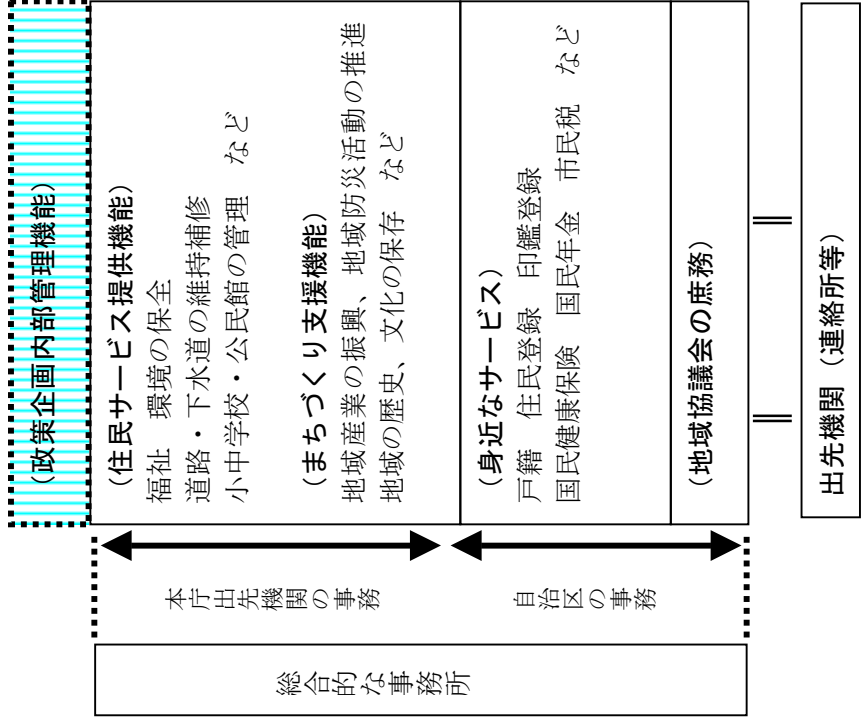 （政策企画内部管理機能）
（住民サービス提供機能）
福祉　環境の保全
道路・下水道の維持補修
小中学校・公民館の管理　など
（まちづくり支援機能）
地域産業の振興、地域防災活動の推進
地域の歴史、文化の保存　など
（身近なサービス）
戸籍　住民登録　印鑑登録
国民健康保険　国民年金　市民税　など
（地域協議会の庶務）
出先機関（連絡所等）
本庁出先機関の事務
自治区の事務
総合的な事務所